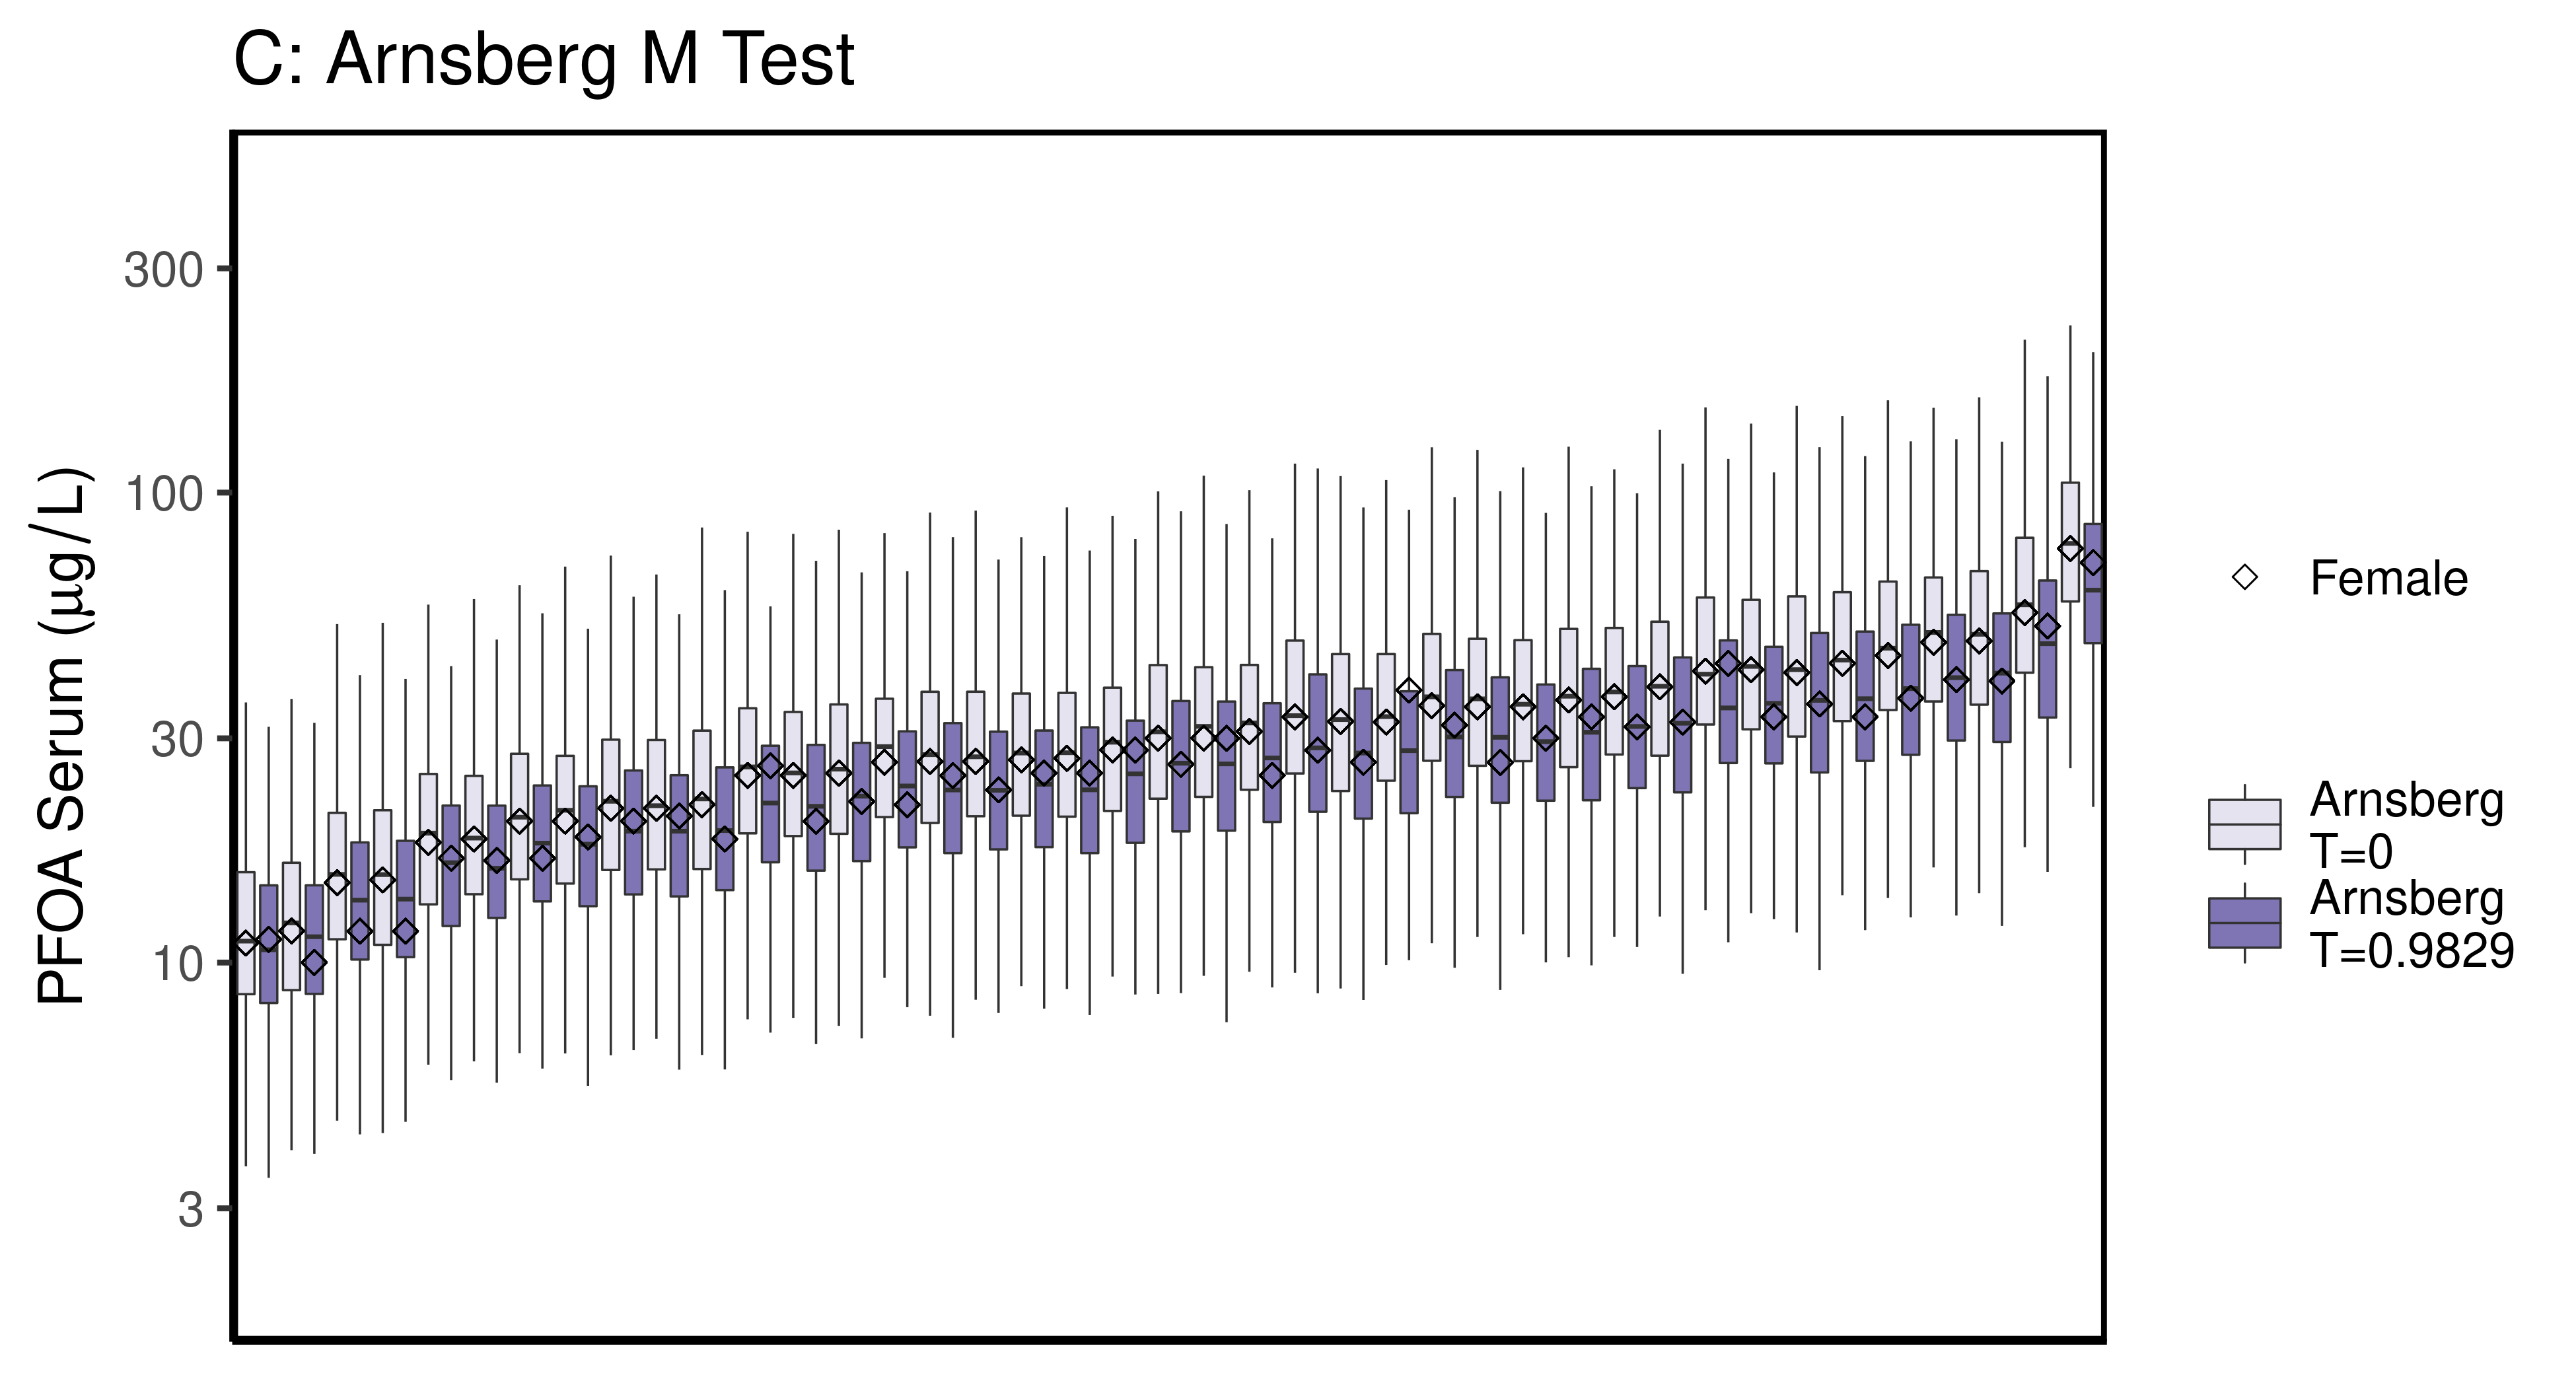 C: Arnsberg M Test
PFOA Serum (μg/L)
300
100
30
10
3
Female
Arnsberg
T=0
Arnsberg
T=0.9829